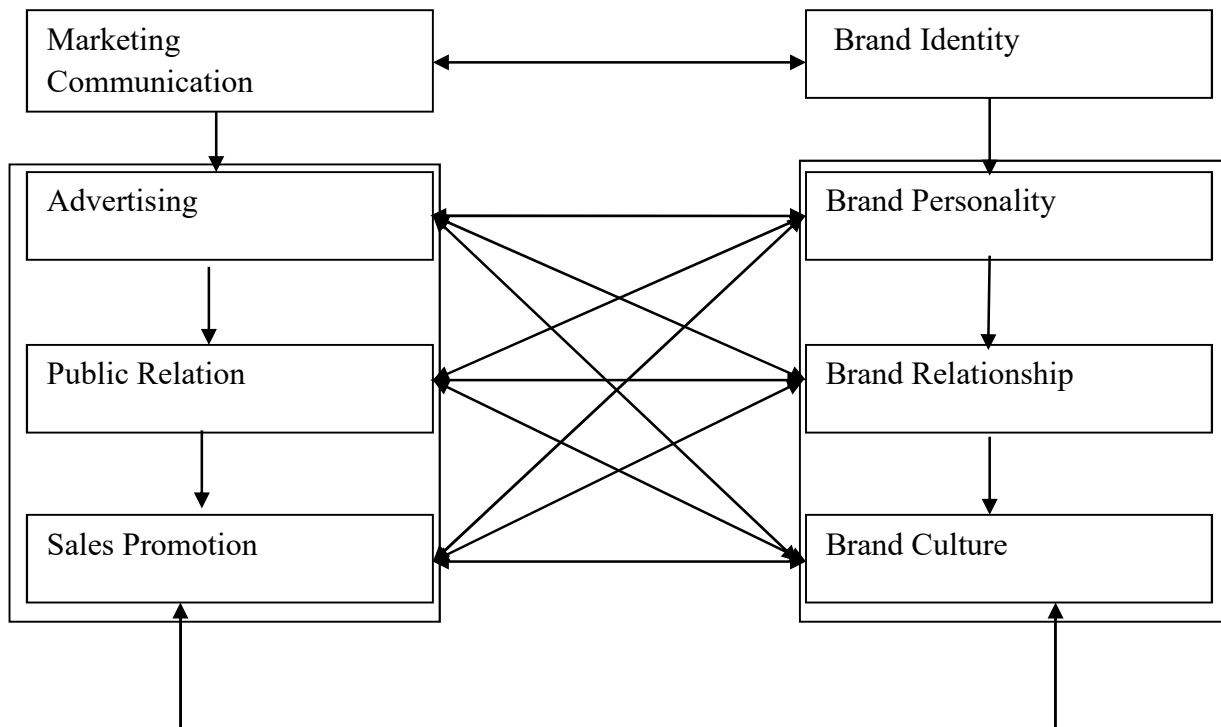 Marketing
Communication
Brand Identity
Advertising
Brand Personality
Public Relation
Brand Relationship
Sales Promotion
Brand Culture